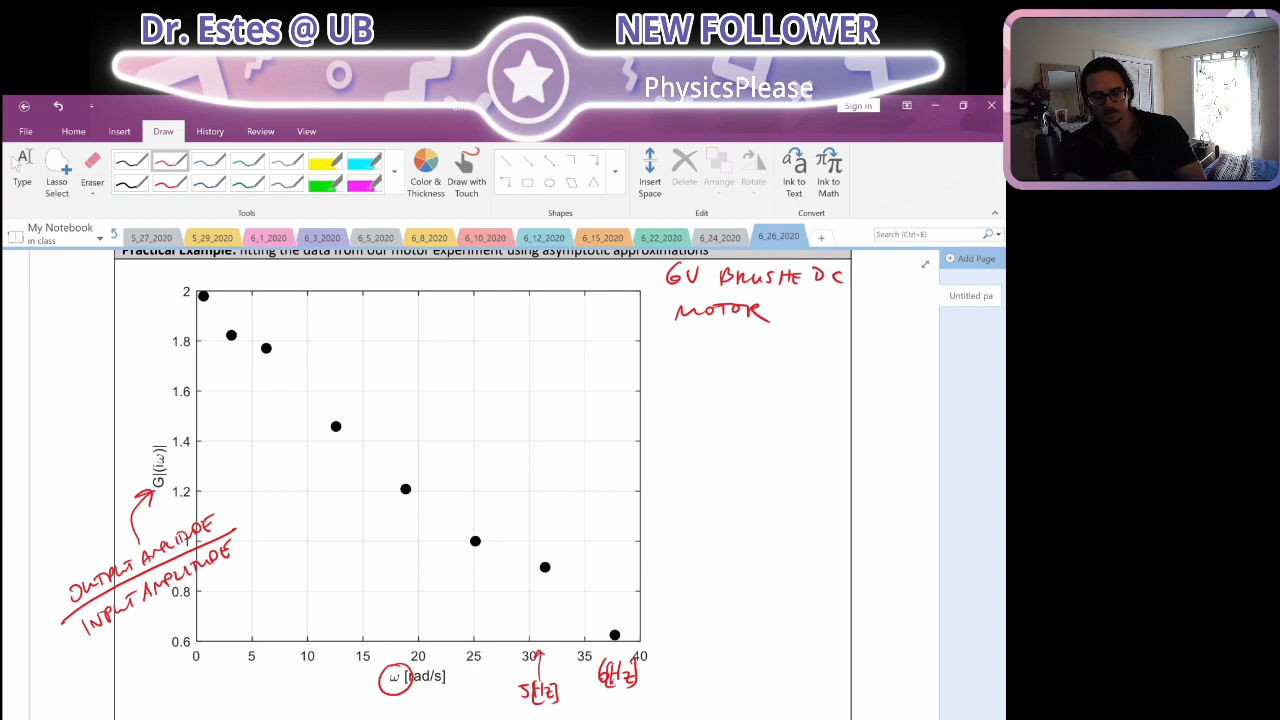 Dr. Estes @ UB
NEW FOLLOWER
PhysicsPlease
Sign in
File Home Insert Draw History Review View
Type
Lasso Select
Eraser
Color & Thickness
Draw with Touch
Insert Space
Delete
Arrange
Rotate
Ink to Text
Ink to Math
Tools
Shapes
Edit
Convert
My Notebook
in class
5_27_2020 5_29_2020 6_1_2020 6_3_2020 6_5_2020 6_8_2020 6_10_2020 6_12_2020 6_15_2020 6_22_2020 6_24_2020 6_26_2020
Search (Ctrl+E)
Add Page
Untitled pa
Practical Example: fitting the data from our motor experiment using asymptotic approximations
6V BRUSHE DC
MOTOR
2
1.8
1.6
1.4
1.2
1
0.8
0.6
G|(iω)|
OUTPUT AMPLITUDE
INPUT AMPLITUDE
0 5 10 15 20 25 30 35 40
ω [rad/s]
5[Hz]
6[Hz]